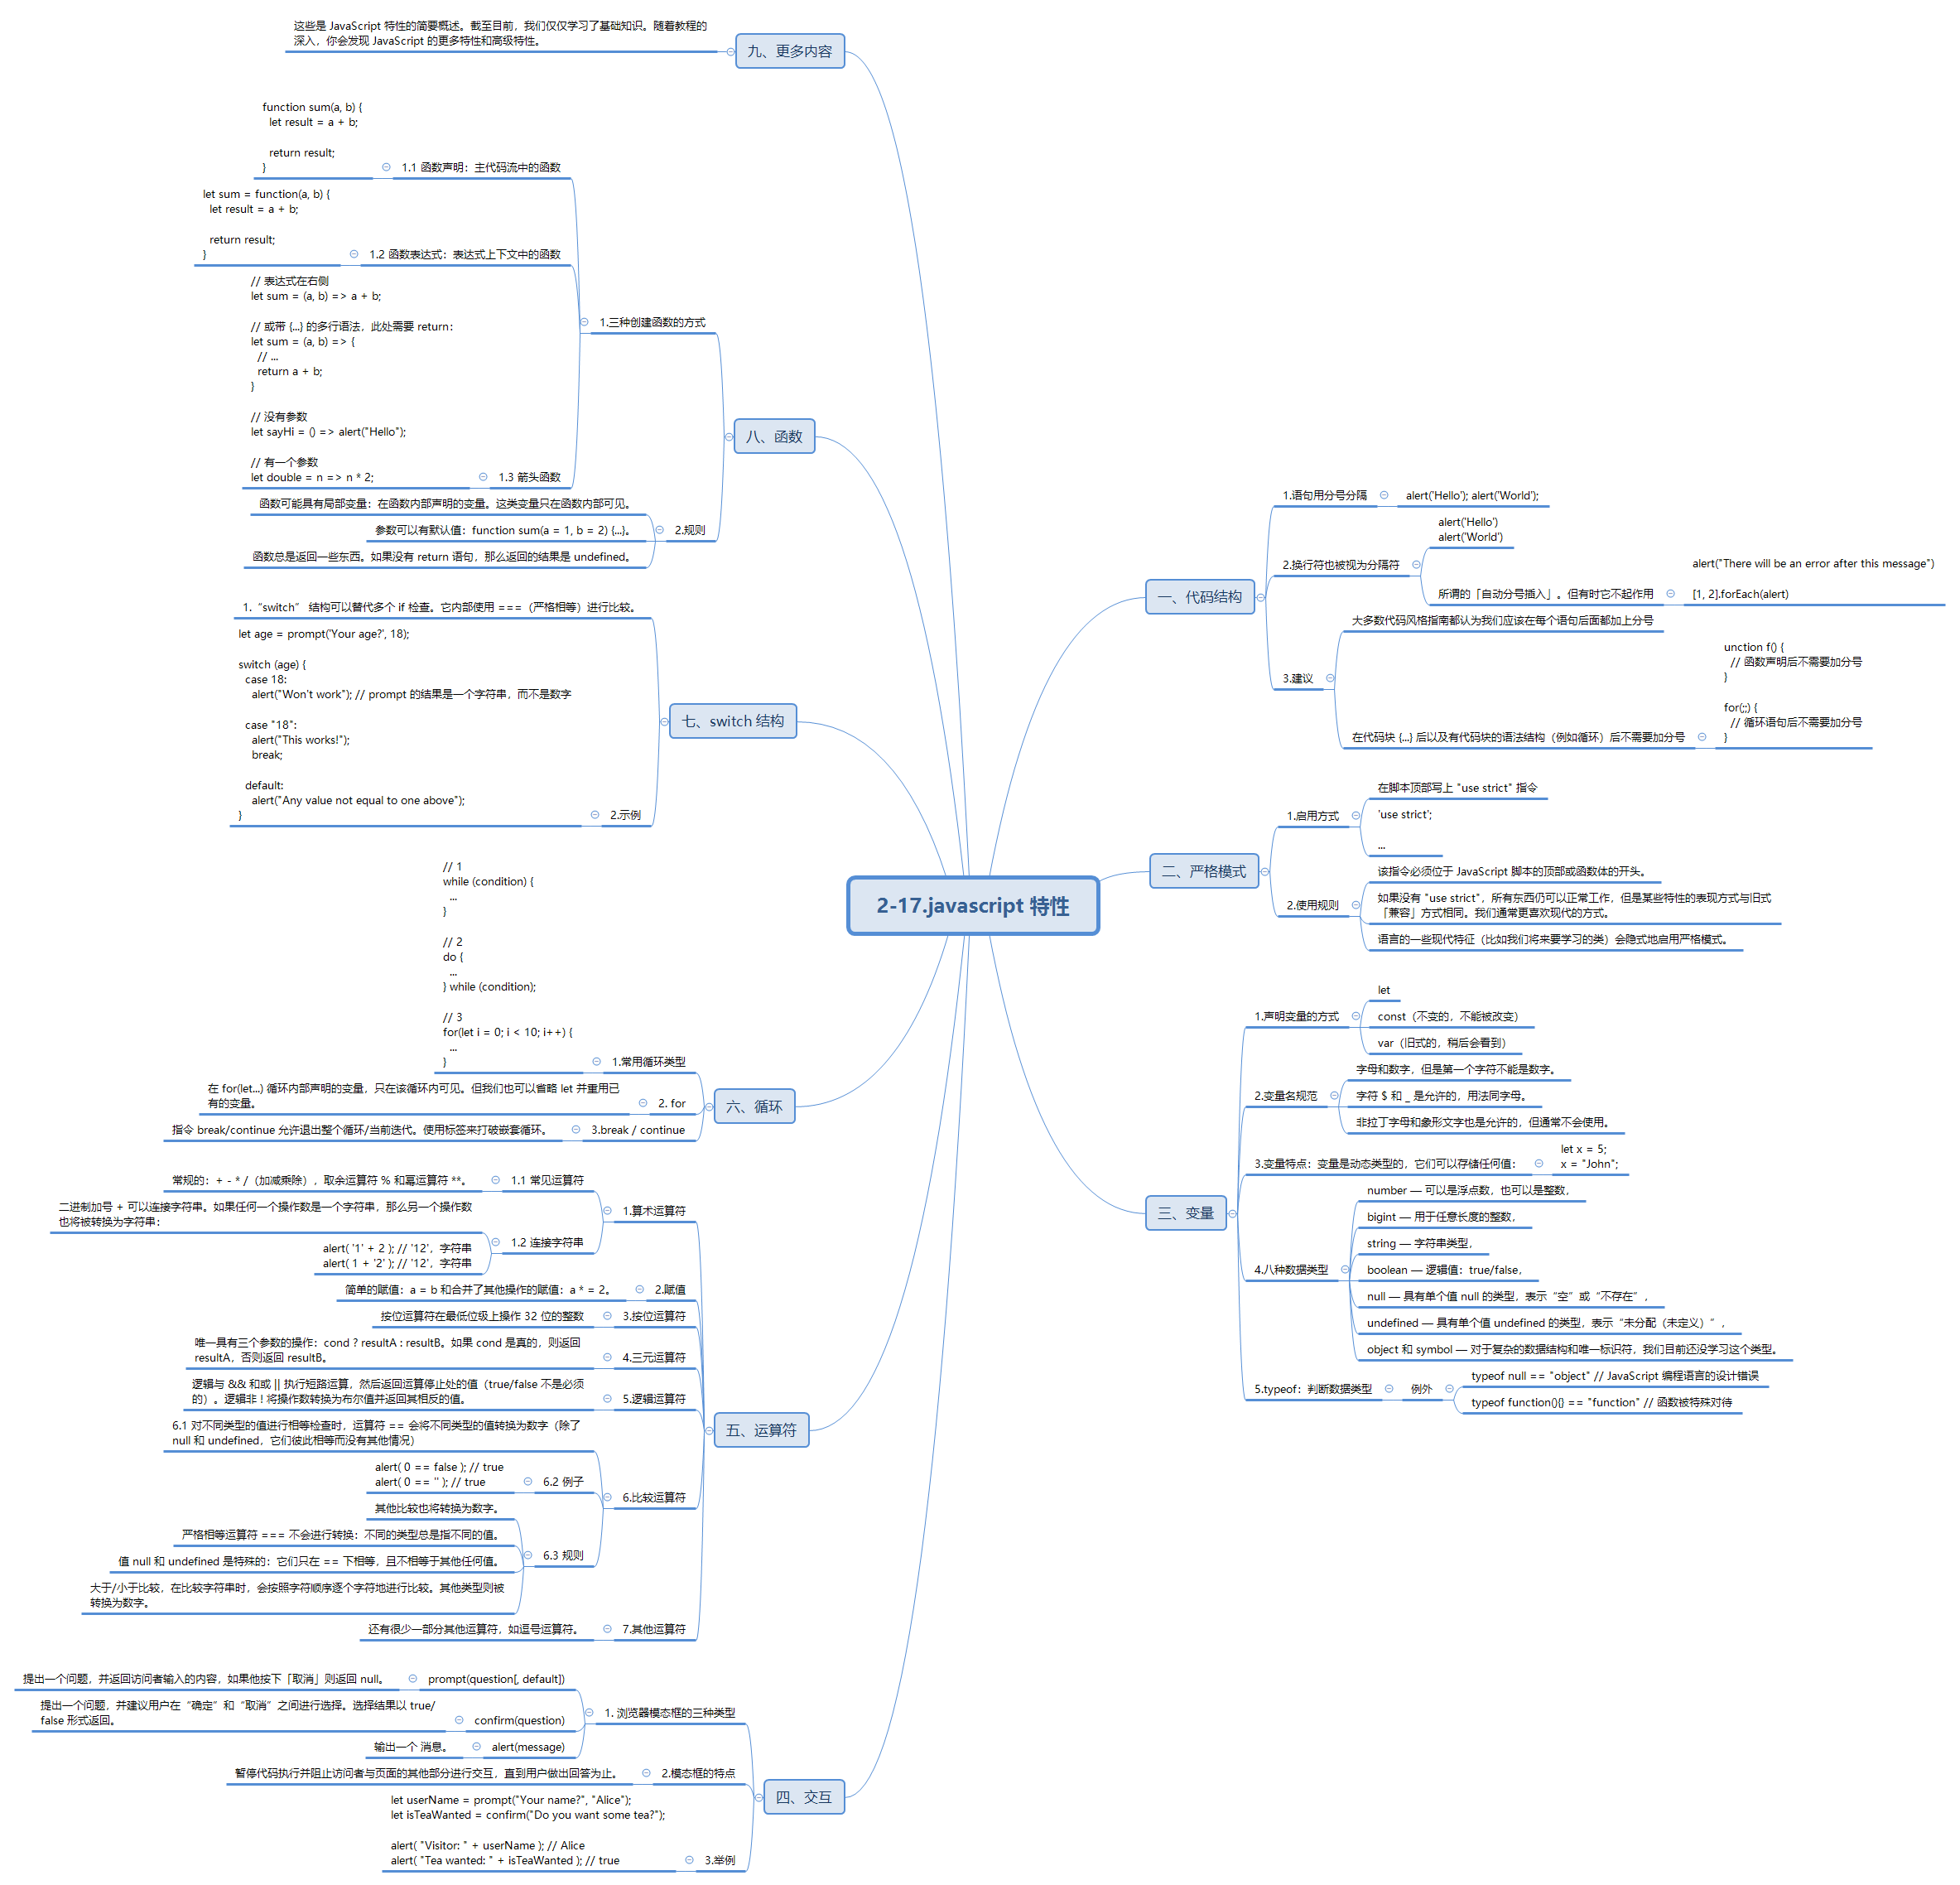 2-17.javascript 特性
一、代码结构
1.语句用分号分隔
alert('Hello'); alert('World');
2.换行符也被视为分隔符
alert('Hello')
alert('World')
所谓的「自动分号插入」。但有时它不起作用
alert("There will be an error after this message")
[1, 2].forEach(alert)
3.建议
大多数代码风格指南都认为我们应该在每个语句后面都加上分号
在代码块 {...} 后以及有代码块的语法结构（例如循环）后不需要加分号
unction f() {
// 函数声明后不需要加分号
}
for(;;) {
// 循环语句后不需要加分号
}
二、严格模式
1.启用方式
在脚本顶部写上 "use strict" 指令
'use strict';
...
2.使用规则
该指令必须位于 JavaScript 脚本的顶部或函数体的开头。
如果没有 "use strict"，所有东西仍可以正常工作，但是某些特性的表现方式与旧式
「兼容」方式相同。我们通常更喜欢现代的方式。
语言的一些现代特征（比如我们将来要学习的类）会隐式地启用严格模式。
三、变量
1.声明变量的方式
let
const（不变的，不能被改变）
var（旧式的，稍后会看到）
2.变量名规范
字母和数字，但是第一个字符不能是数字。
字符 $ 和 _ 是允许的，用法同字母。
非拉丁字母和象形文字也是允许的，但通常不会使用。
3.变量特点：变量是动态类型的，它们可以存储任何值：
let x = 5;
x = "John";
4.八种数据类型
number — 可以是浮点数，也可以是整数，
bigint — 用于任意长度的整数，
string — 字符串类型，
boolean — 逻辑值：true/false，
null — 具有单个值 null 的类型，表示“空”或“不存在”，
undefined — 具有单个值 undefined 的类型，表示“未分配（未定义）”，
object 和 symbol — 对于复杂的数据结构和唯一标识符，我们目前还没学习这个类型。
5.typeof：判断数据类型
例外
typeof null == "object" // JavaScript 编程语言的设计错误
typeof function(){} == "function" // 函数被特殊对待
四、交互
1. 浏览器模态框的三种类型
prompt(question[, default])
提出一个问题，并返回访问者输入的内容，如果他按下「取消」则返回 null。
confirm(question)
提出一个问题，并建议用户在“确定”和“取消”之间进行选择。选择结果以 true/
false 形式返回。
alert(message)
输出一个 消息。
2.模态框的特点
暂停代码执行并阻止访问者与页面的其他部分进行交互，直到用户做出回答为止。
3.举例
let userName = prompt("Your name?", "Alice");
let isTeaWanted = confirm("Do you want some tea?");
alert( "Visitor: " + userName ); // Alice
alert( "Tea wanted: " + isTeaWanted ); // true
五、运算符
1.算术运算符
1.1 常见运算符
常规的：+ - * /（加减乘除），取余运算符 % 和幂运算符 **。
1.2 连接字符串
二进制加号 + 可以连接字符串。如果任何一个操作数是一个字符串，那么另一个操作数
也将被转换为字符串：
alert( '1' + 2 ); // '12'，字符串
alert( 1 + '2' ); // '12'，字符串
2.赋值
简单的赋值：a = b 和合并了其他操作的赋值：a * = 2。
3.按位运算符
按位运算符在最低位级上操作 32 位的整数
4.三元运算符
唯一具有三个参数的操作：cond ? resultA : resultB。如果 cond 是真的，则返回
resultA，否则返回 resultB。
5.逻辑运算符
逻辑与 && 和或 || 执行短路运算，然后返回运算停止处的值（true/false 不是必须
的）。逻辑非 ! 将操作数转换为布尔值并返回其相反的值。
6.比较运算符
6.1 对不同类型的值进行相等检查时，运算符 == 会将不同类型的值转换为数字（除了
null 和 undefined，它们彼此相等而没有其他情况）
6.2 例子
alert( 0 == false ); // true
alert( 0 == '' ); // true
6.3 规则
其他比较也将转换为数字。
严格相等运算符 === 不会进行转换：不同的类型总是指不同的值。
值 null 和 undefined 是特殊的：它们只在 == 下相等，且不相等于其他任何值。
大于/小于比较，在比较字符串时，会按照字符顺序逐个字符地进行比较。其他类型则被
转换为数字。
7.其他运算符
还有很少一部分其他运算符，如逗号运算符。
六、循环
1.常用循环类型
// 1
while (condition) {
...
}
// 2
do {
...
} while (condition);
// 3
for(let i = 0; i < 10; i++) {
...
}
2. for
在 for(let...) 循环内部声明的变量，只在该循环内可见。但我们也可以省略 let 并重用已
有的变量。
3.break / continue
指令 break/continue 允许退出整个循环/当前迭代。使用标签来打破嵌套循环。
七、switch 结构
1.“switch” 结构可以替代多个 if 检查。它内部使用 ===（严格相等）进行比较。
2.示例
let age = prompt('Your age?', 18);
switch (age) {
case 18:
alert("Won't work"); // prompt 的结果是一个字符串，而不是数字
case "18":
alert("This works!");
break;
default:
alert("Any value not equal to one above");
}
八、函数
1.三种创建函数的方式
1.1 函数声明：主代码流中的函数
function sum(a, b) {
let result = a + b;
return result;
}
1.2 函数表达式：表达式上下文中的函数
let sum = function(a, b) {
let result = a + b;
return result;
}
1.3 箭头函数
// 表达式在右侧
let sum = (a, b) => a + b;
// 或带 {...} 的多行语法，此处需要 return：
let sum = (a, b) => {
// ...
return a + b;
}
// 没有参数
let sayHi = () => alert("Hello");
// 有一个参数
let double = n => n * 2;
2.规则
函数可能具有局部变量：在函数内部声明的变量。这类变量只在函数内部可见。
参数可以有默认值：function sum(a = 1, b = 2) {...}。
函数总是返回一些东西。如果没有 return 语句，那么返回的结果是 undefined。
九、更多内容
这些是 JavaScript 特性的简要概述。截至目前，我们仅仅学习了基础知识。随着教程的
深入，你会发现 JavaScript 的更多特性和高级特性。